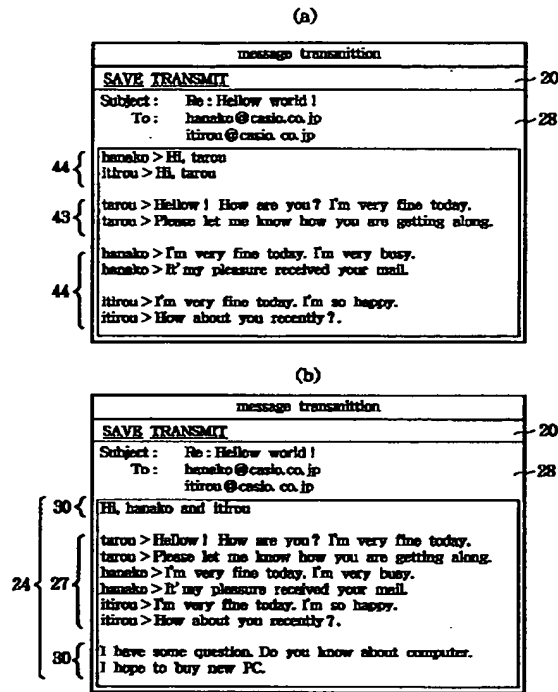 (a)
message transmittion
SAVE TRANSMIT
20
Subject : Re : Hellow world !
28
To : hanako@casio.co.jp
itirou@casio.co.jp
44
hanako > Hi, tarou
itirou > Hi, tarou
43
tarou > Hellow ! How are you ? I'm very fine today.
tarou > Please let me know how you are getting along.
44
hanako > I'm very fine today. I'm very busy.
hanako > It' my pleasure received your mail.
itirou > I'm very fine today. I'm so happy.
itirou > How about you recently ?.
(b)
message transmittion
SAVE TRANSMIT
20
Subject : Re : Hellow world !
28
To : hanako@casio.co.jp
itirou@casio.co.jp
24
30
Hi, hanako and itirou
27
tarou > Hellow ! How are you ? I'm very fine today.
tarou > Please let me know how you are getting along.
hanako > I'm very fine today. I'm very busy.
hanako > It' my pleasure received your mail.
itirou > I'm very fine today. I'm so happy.
itirou > How about you recently ?.
30
I have some question. Do you know about computer.
I hope to buy new PC.